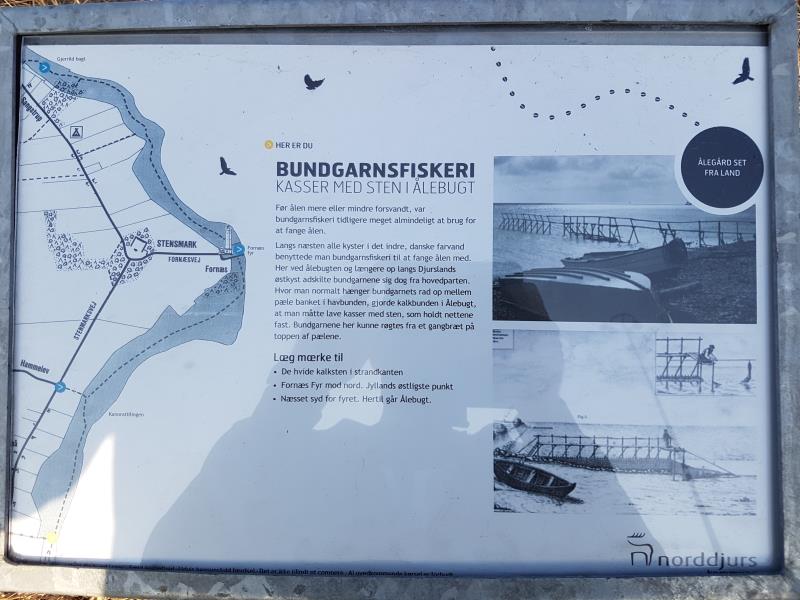 Gjerrild bugt
Sangstrup
STENSMARK
FORNÆSVEJ
Fornæs
fyr
Fornæs
STENMARKSVEJ
Hammelev
Kanonstillingen
HER ER DU
BUNDGARNSFISKERI
KASSER MED STEN I ÅLEBUGT
Før ålen mere eller mindre forsvandt, var
bundgarnsfiskeri tidligere meget almindeligt at brug for
at fange ålen.
Langs næsten alle kyster i det indre, danske farvand
benyttede man bundgarnsfiskeri til at fange ålen med.
Her ved ålebugten og længere op langs Djurslands
østkyst adskilte bundgarnene sig dog fra hovedparten.
Hvor man normalt hænger bundgarnets rad op mellem
pæle banket i havbunden, gjorde kalkbunden i Ålebugt,
at man måtte lave kasser med sten, som holdt nettene
fast. Bundgarnene her kunne røgtes fra et gangbræt på
toppen af pælene.
Læg mærke til
• De hvide kalksten i strandkanten
• Fornæs Fyr mod nord. Jyllands østligste punkt
• Næsset syd for fyret. Hertil går Ålebugt.
ÅLEGÅRD SET
FRA LAND
norddjurs